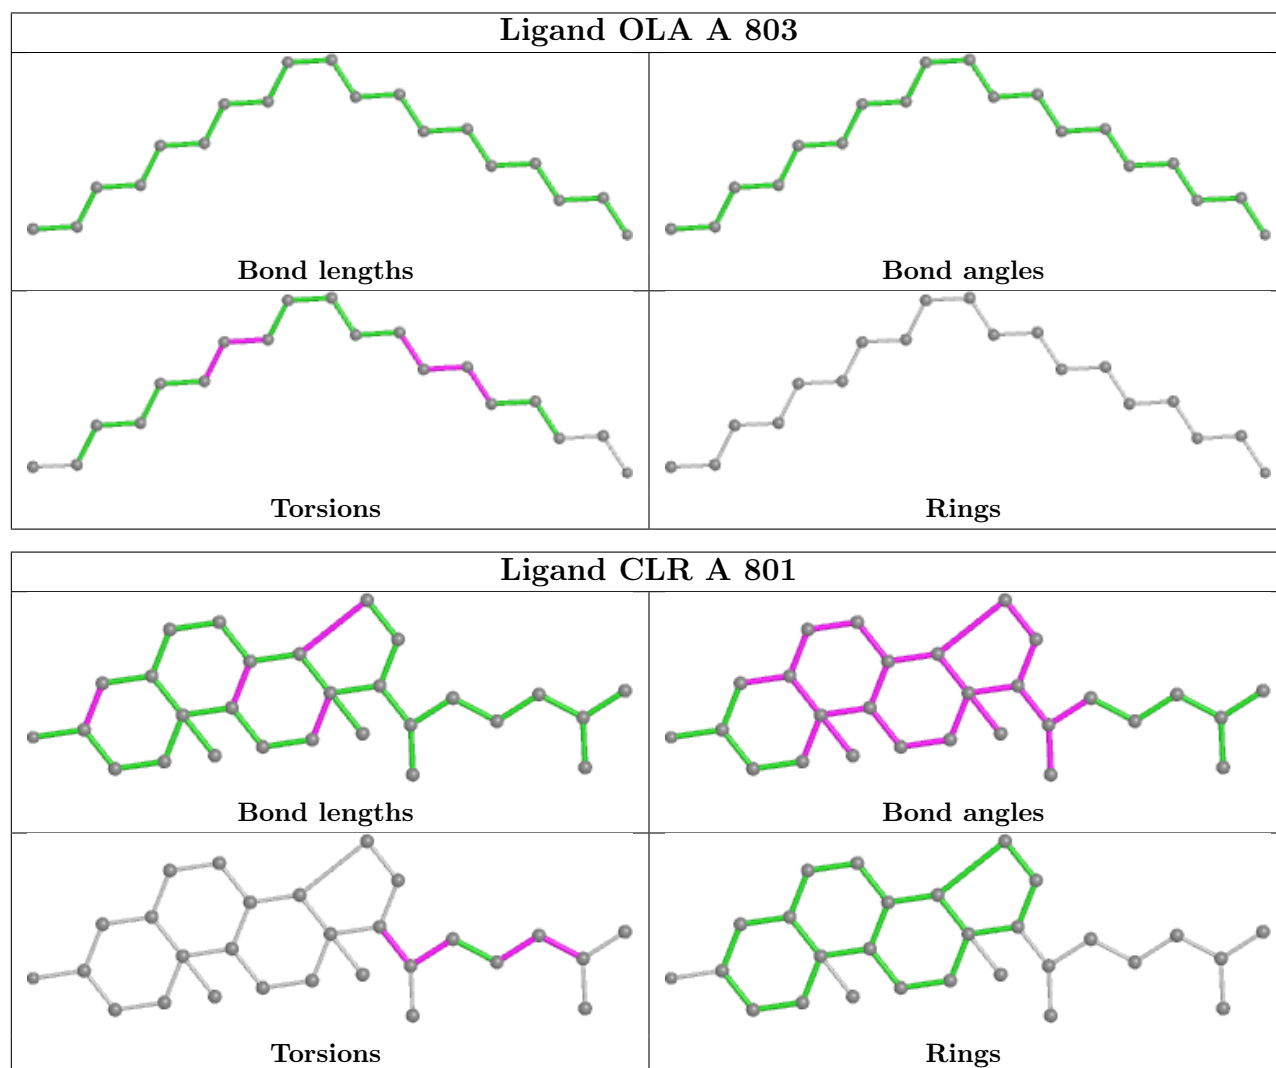 Ligand OLA A 803
Bond lengths
Bond angles
Torsions
Rings
Ligand CLR A 801
Bond lengths
Bond angles
Torsions
Rings